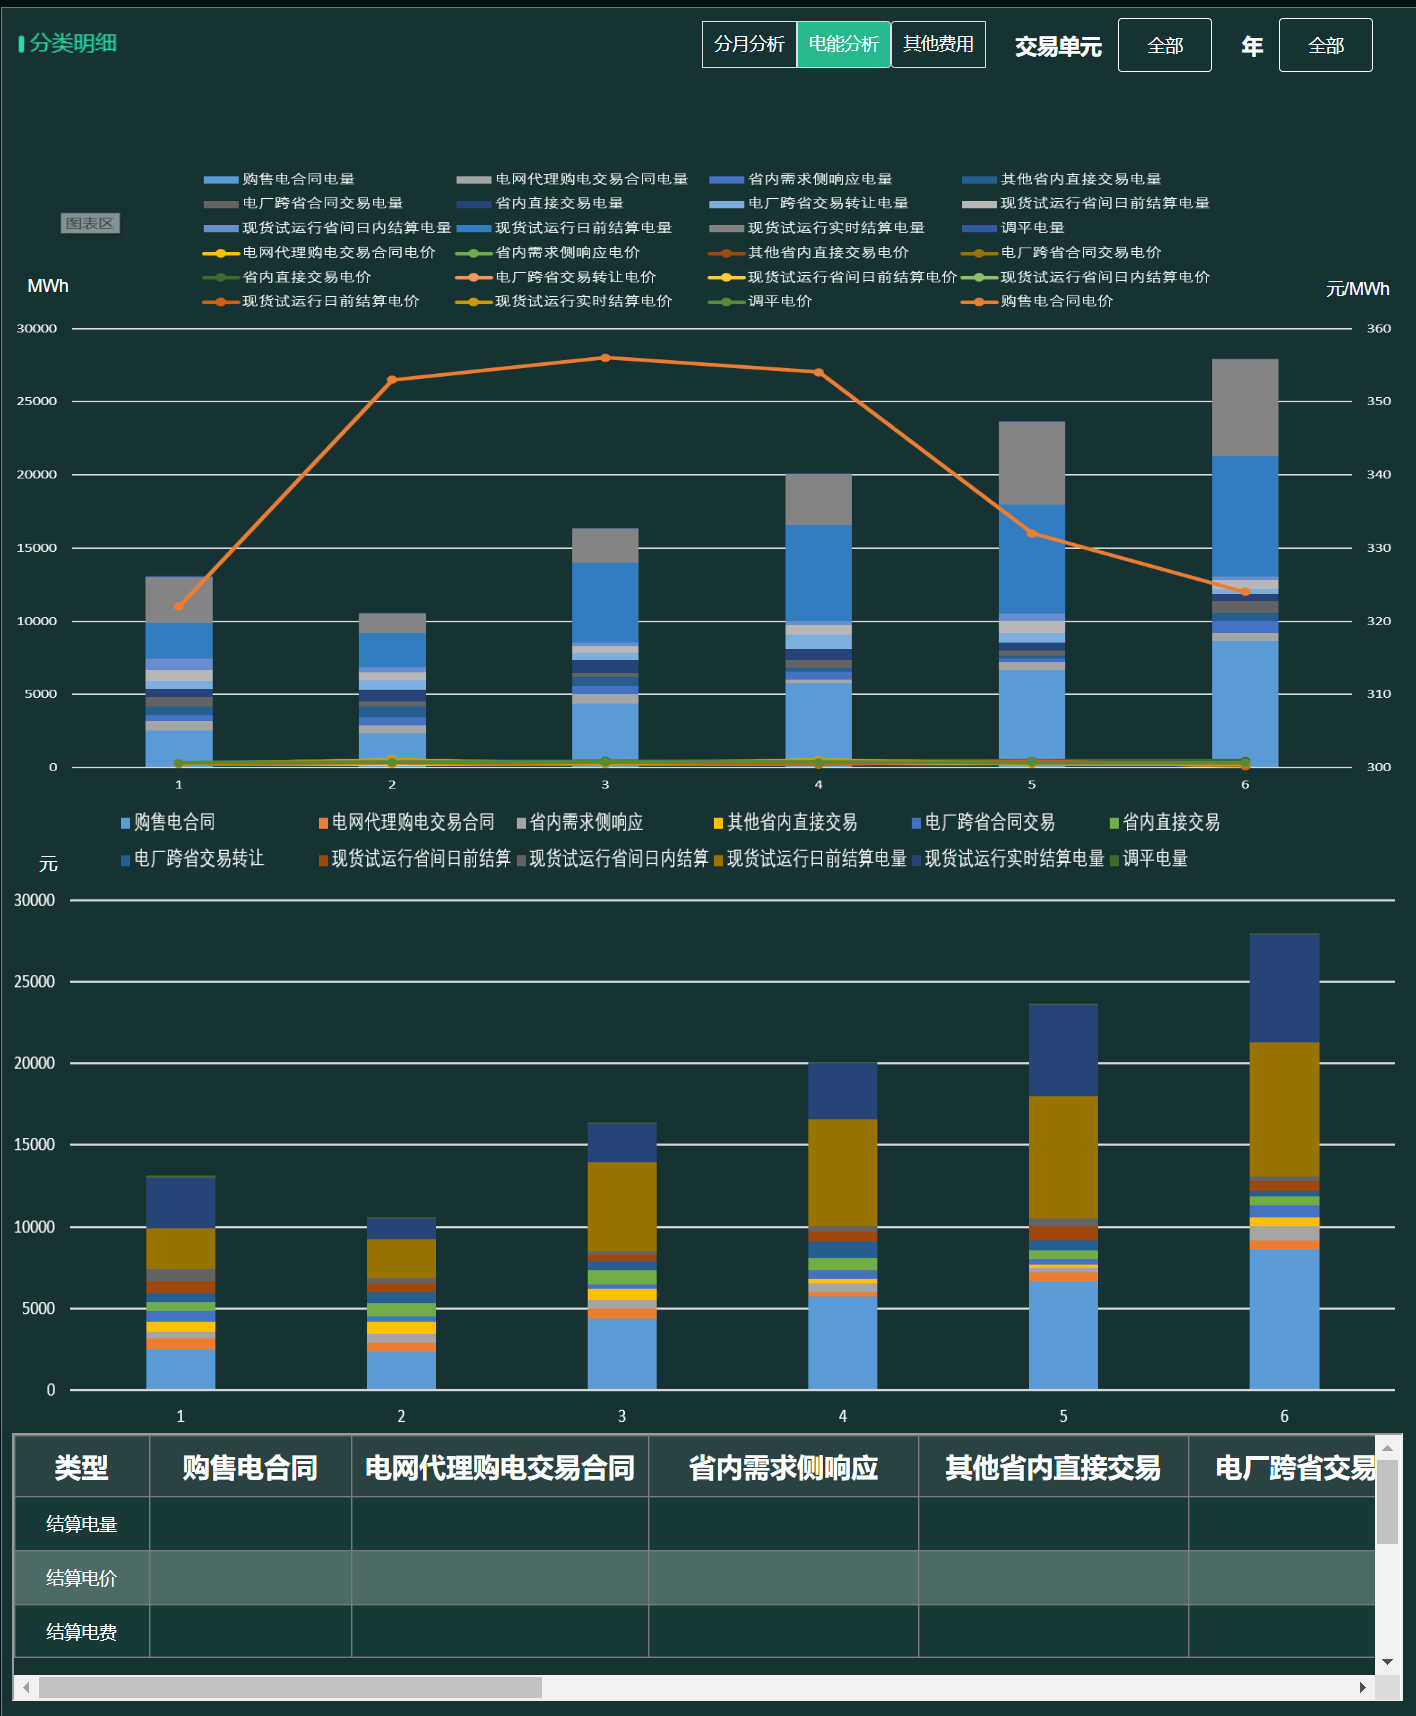 分类明细
分月分析 电能分析 其他费用 交易单元 全部 年 全部
购售电合同电量 电网代理购电交易合同电量 省内需求侧响应电量 其他省内直接交易电量
电厂跨省合同交易电量 省内直接交易电量 电厂跨省交易转让电量 现货试运行省间日前结算电量
图表区
现货试运行省间日内结算电量 现货试运行日前结算电量 现货试运行实时结算电量 调平电量
电网代理购电交易合同电价 省内需求侧响应电价 其他省内直接交易电价 电厂跨省合同交易电价
省内直接交易电价 电厂跨省交易转让电价 现货试运行省间日前结算电价 现货试运行省间日内结算电价
现货试运行日前结算电价 现货试运行实时结算电价 调平电价 购售电合同电价
MWh 元/MWh
30000 360
25000 350
20000 340
15000 330
10000 320
5000 310
0 300
1 2 3 4 5 6
购售电合同 电网代理购电交易合同 省内需求侧响应 其他省内直接交易 电厂跨省合同交易 省内直接交易
电厂跨省交易转让 现货试运行省间日前结算 现货试运行省间日内结算 现货试运行日前结算电量 现货试运行实时结算电量 调平电量
元
30000
25000
20000
15000
10000
5000
0
1 2 3 4 5 6
类型 购售电合同 电网代理购电交易合同 省内需求侧响应 其他省内直接交易 电厂跨省交易
结算电量
结算电价
结算电费